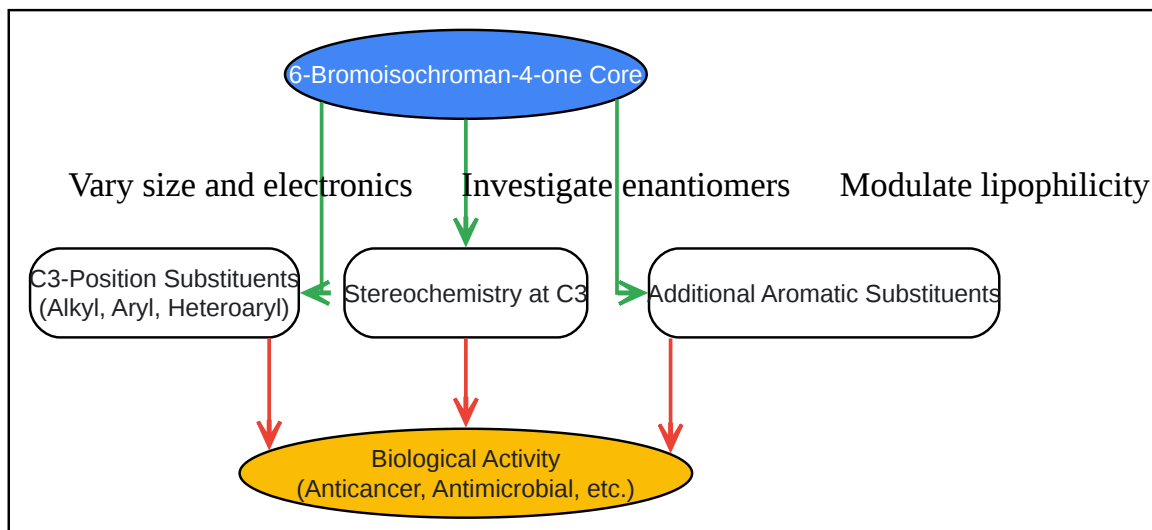 6-Bromoisochroman-4-one Core
Vary size and electronics
Investigate enantiomers
Modulate lipophilicity
C3-Position Substituents
(Alkyl, Aryl, Heteroaryl)
Stereochemistry at C3
Additional Aromatic Substituents
Biological Activity
(Anticancer, Antimicrobial, etc.)